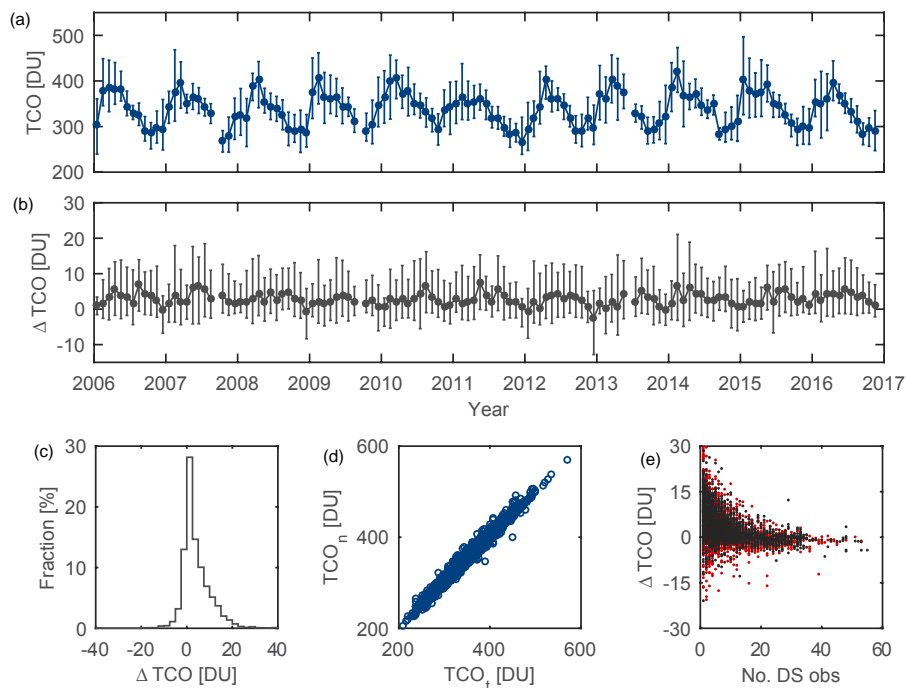 (a)
TCO [DU]
500
400
300
200
(b)
Δ TCO [DU]
30
20
10
0
-10
2006 2007 2008 2009 2010 2011 2012 2013 2014 2015 2016 2017
Year
(c)
Fraction [%]
30
20
10
0
-40 -20 0 20 40
Δ TCO [DU]
(d)
TCOn [DU]
600
400
200
200 400 600
TCOt [DU]
(e)
Δ TCO [DU]
30
15
0
-15
-30
0 20 40 60
No. DS obs